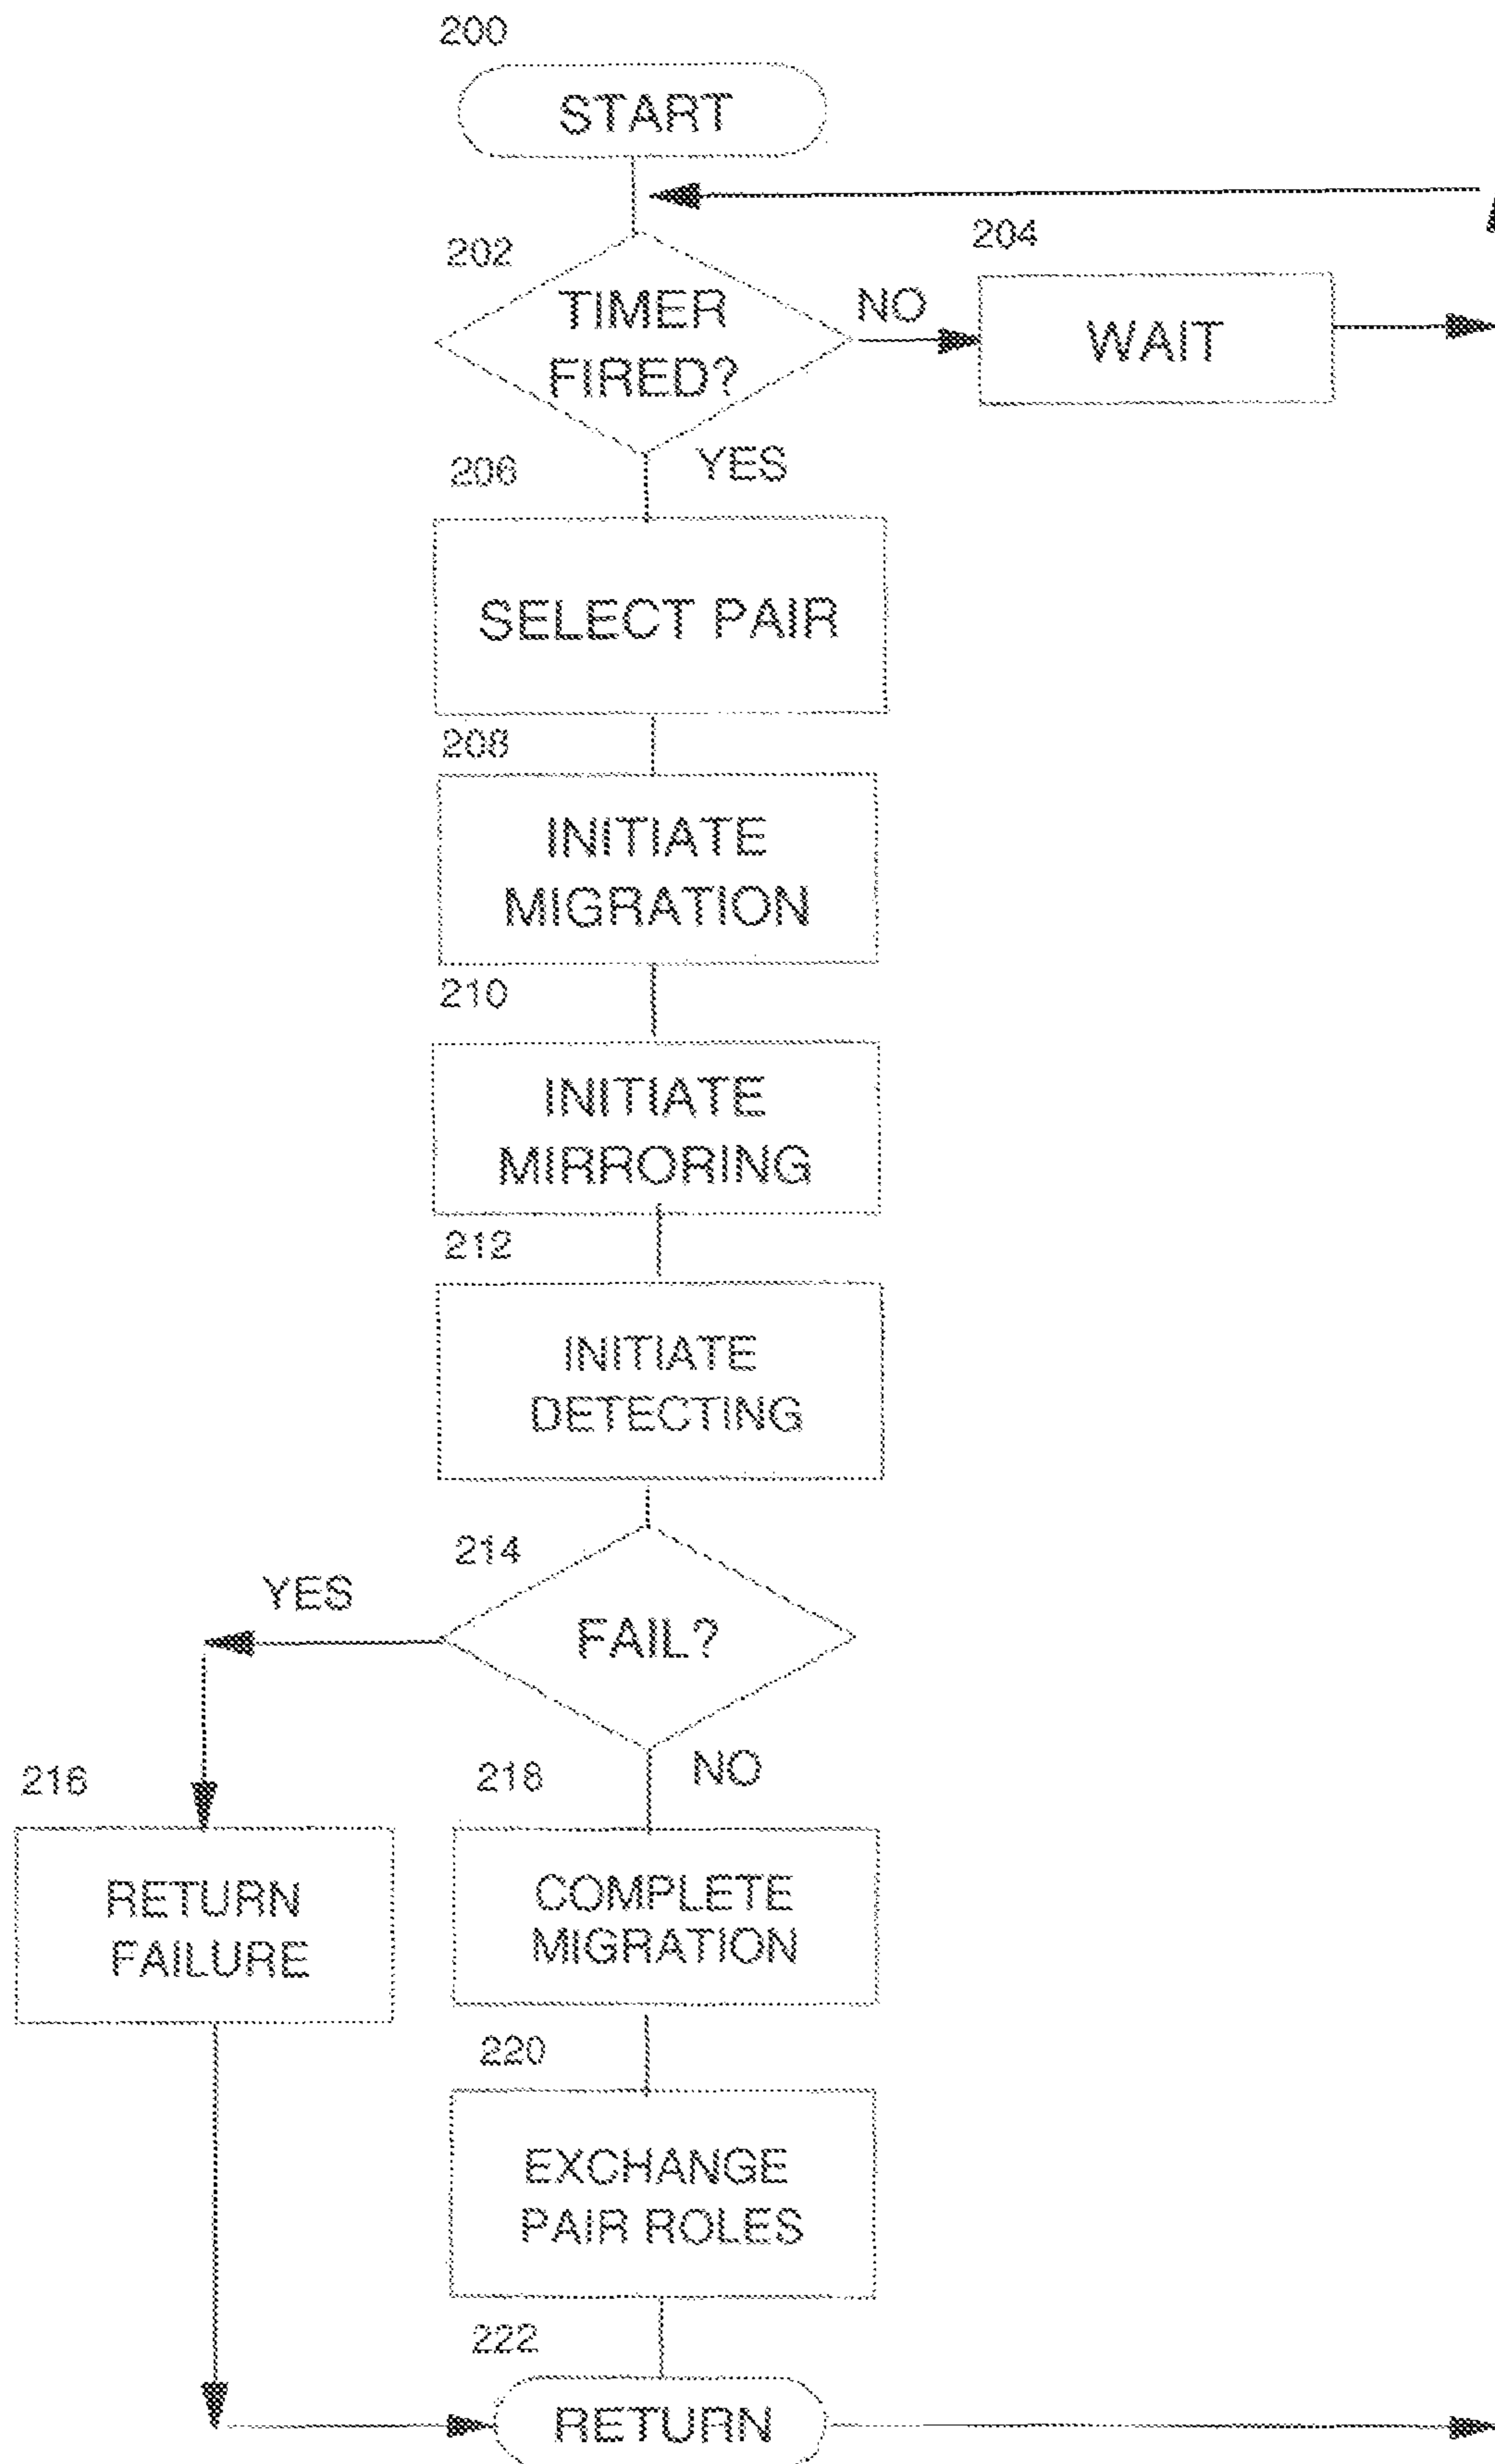 200
START
202
204
TIMER
FIRED?
NO
WAIT
YES
206
SELECT PAIR
208
INITIATE
MIGRATION
210
INITIATE
MIRRORING
212
INITIATE
DETECTING
214
YES
FAIL?
NO
216
218
RETURN
FAILURE
COMPLETE
MIGRATION
220
EXCHANGE
PAIR ROLES
222
RETURN